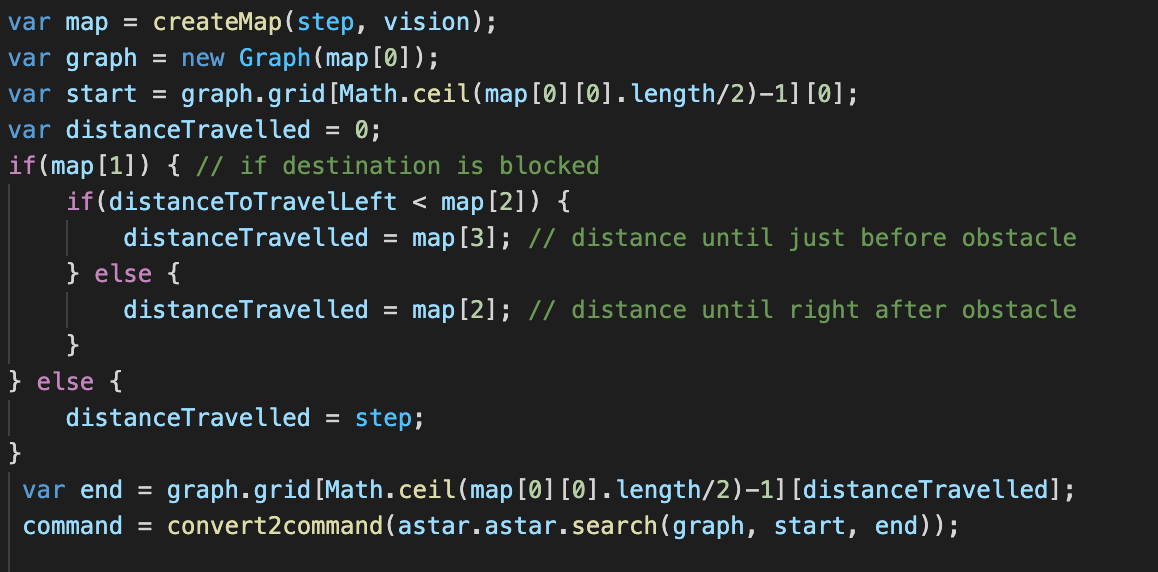 var map = createMap(step, vision);
var graph = new Graph(map[0]);
var start = graph.grid[Math.ceil(map[0][0].length/2)-1][0];
var distanceTravelled = 0;
if(map[1]) { // if destination is blocked
    if(distanceToTravelLeft < map[2]) {
        distanceTravelled = map[3]; // distance until just before obstacle
    } else {
        distanceTravelled = map[2]; // distance until right after obstacle
    }
} else {
    distanceTravelled = step;
}
 var end = graph.grid[Math.ceil(map[0][0].length/2)-1][distanceTravelled];
 command = convert2command(astar.astar.search(graph, start, end));